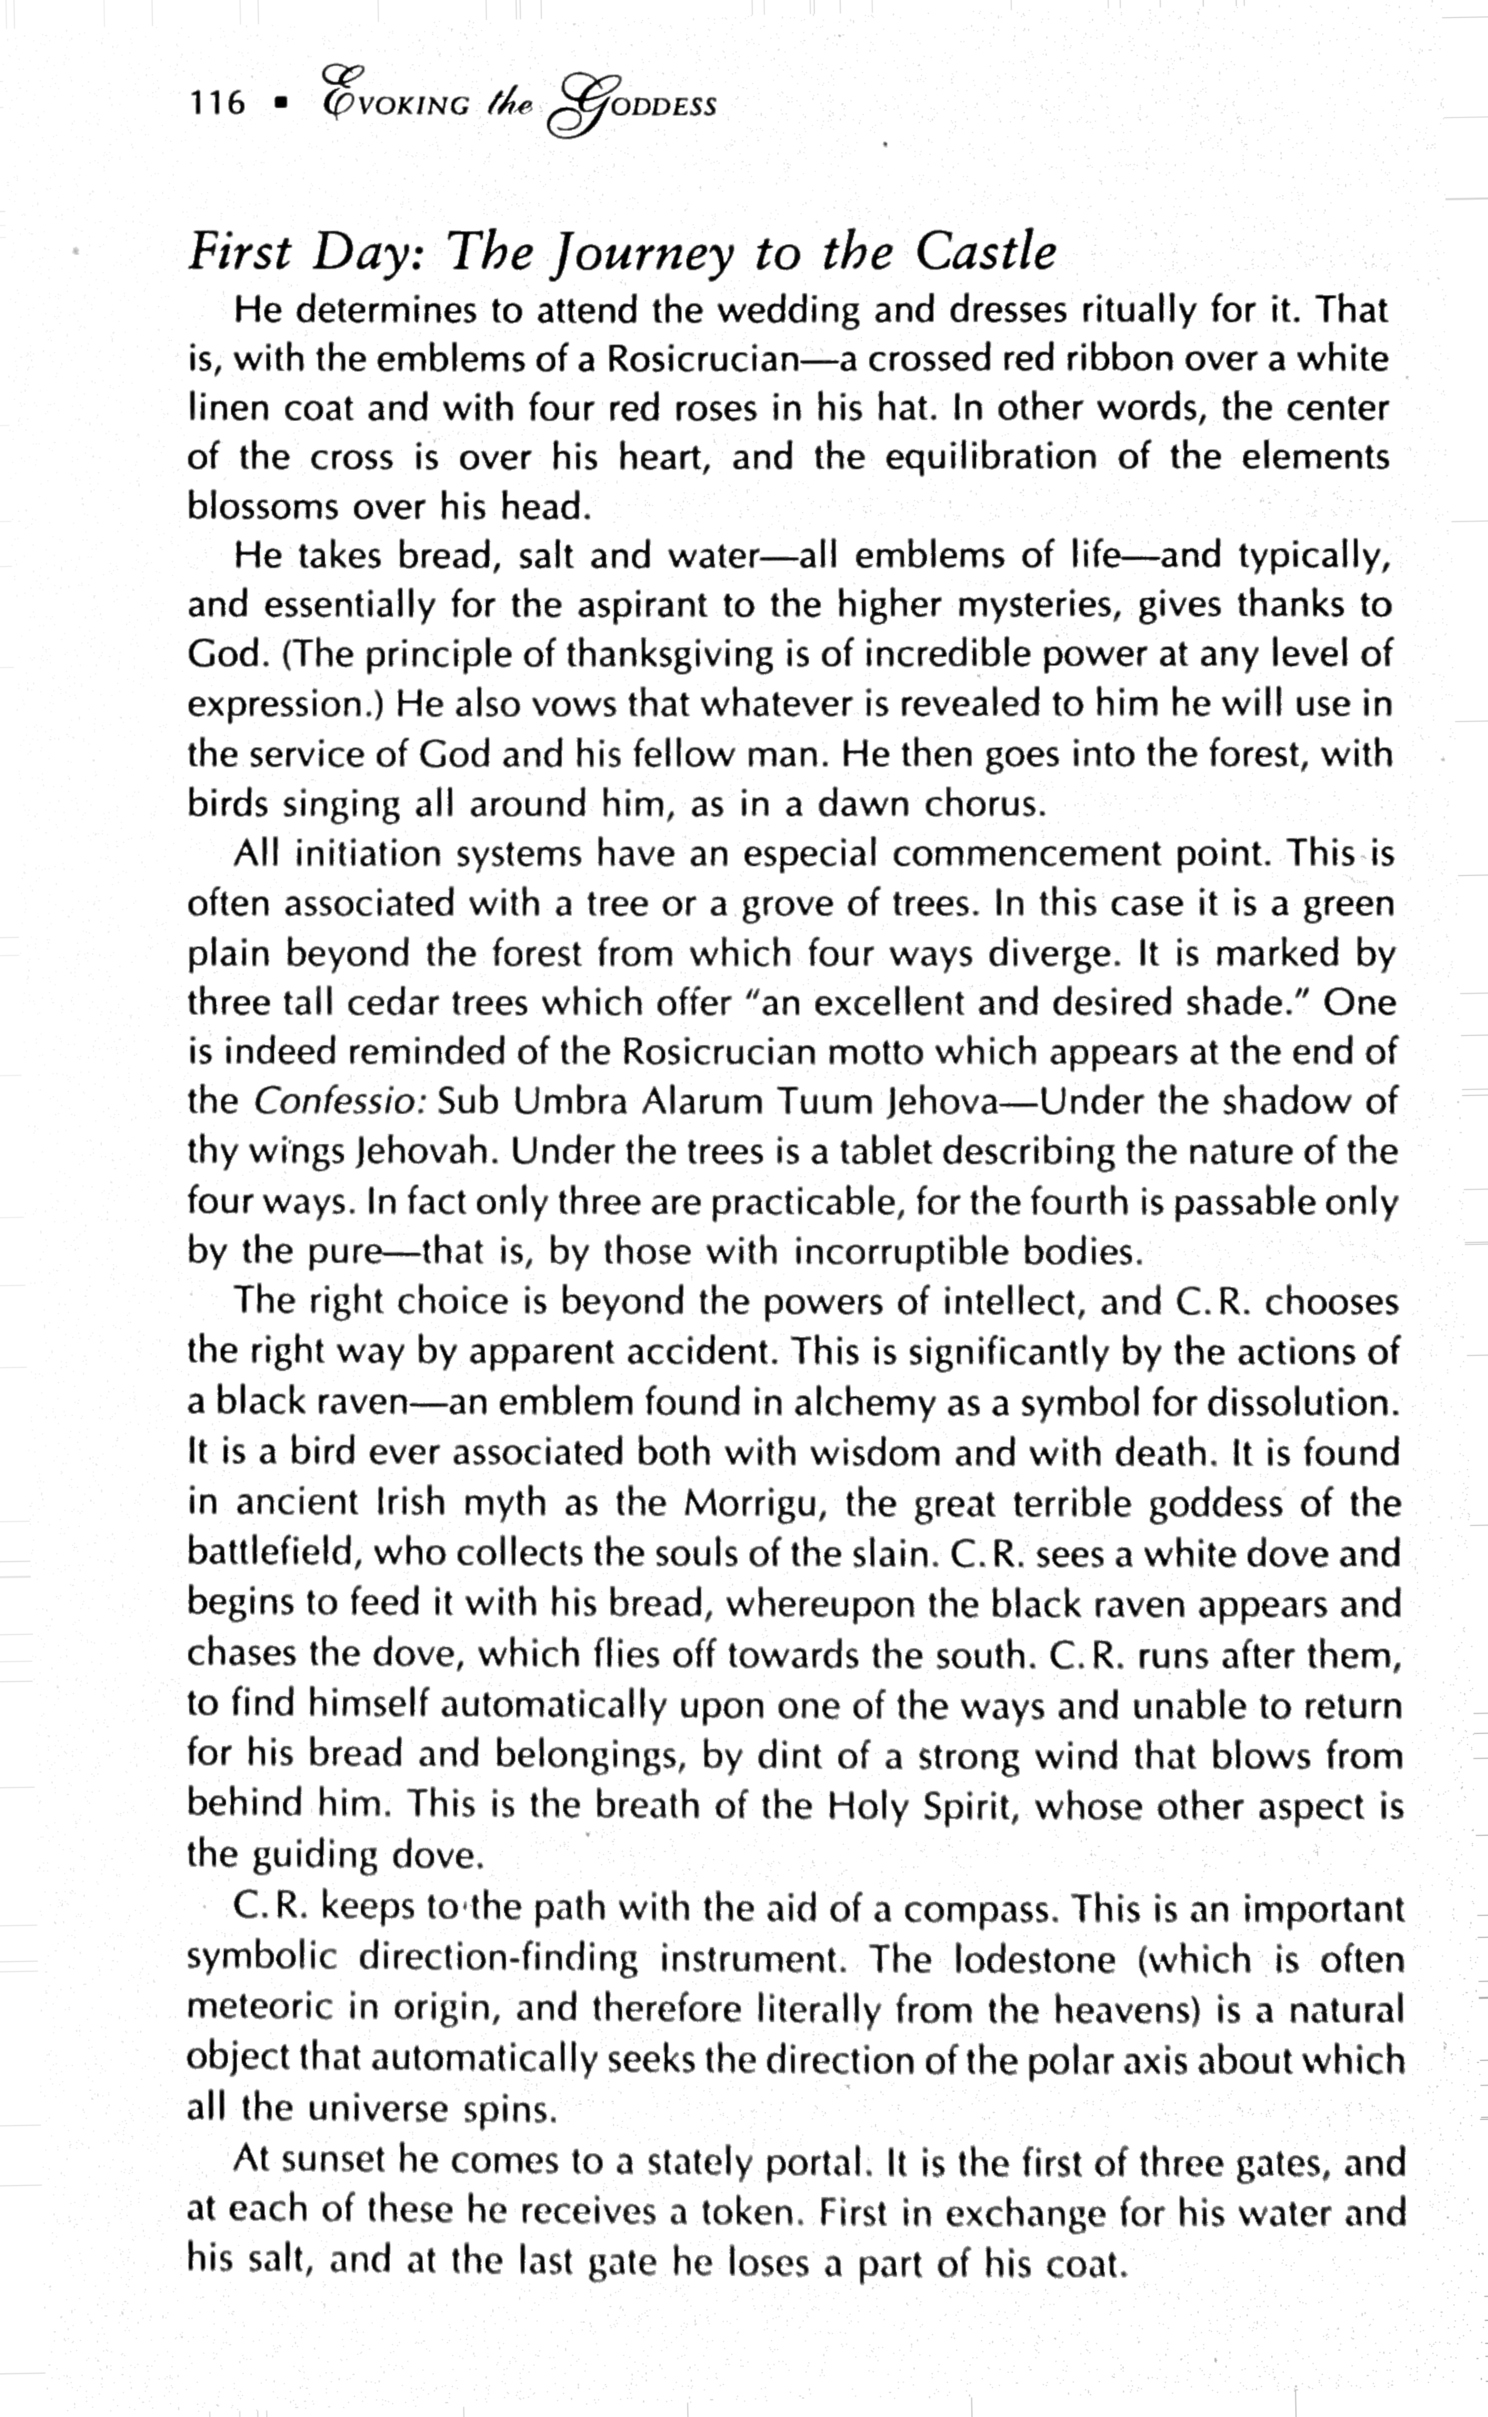 116 ▪ Evoking the Goddess
First Day: The Journey to the Castle
He determines to attend the wedding and dresses ritually for it. That
is, with the emblems of a Rosicrucian—a crossed red ribbon over a white
linen coat and with four red roses in his hat. In other words, the center
of the cross is over his heart, and the equilibration of the elements
blossoms over his head.
He takes bread, salt and water—all emblems of life—and typically,
and essentially for the aspirant to the higher mysteries, gives thanks to
God. (The principle of thanksgiving is of incredible power at any level of
expression.) He also vows that whatever is revealed to him he will use in
the service of God and his fellow man. He then goes into the forest, with
birds singing all around him, as in a dawn chorus.
All initiation systems have an especial commencement point. This is
often associated with a tree or a grove of trees. In this case it is a green
plain beyond the forest from which four ways diverge. It is marked by
three tall cedar trees which offer "an excellent and desired shade." One
is indeed reminded of the Rosicrucian motto which appears at the end of
the Confessio: Sub Umbra Alarum Tuum Jehova—Under the shadow of
thy wings Jehovah. Under the trees is a tablet describing the nature of the
four ways. In fact only three are practicable, for the fourth is passable only
by the pure—that is, by those with incorruptible bodies.
The right choice is beyond the powers of intellect, and C.R. chooses
the right way by apparent accident. This is significantly by the actions of
a black raven—an emblem found in alchemy as a symbol for dissolution.
It is a bird ever associated both with wisdom and with death. It is found
in ancient Irish myth as the Morrigu, the great terrible goddess of the
battlefield, who collects the souls of the slain. C.R. sees a white dove and
begins to feed it with his bread, whereupon the black raven appears and
chases the dove, which flies off towards the south. C.R. runs after them,
to find himself automatically upon one of the ways and unable to return
for his bread and belongings, by dint of a strong wind that blows from
behind him. This is the breath of the Holy Spirit, whose other aspect is
the guiding dove.
C.R. keeps to the path with the aid of a compass. This is an important
symbolic direction-finding instrument. The lodestone (which is often
meteoric in origin, and therefore literally from the heavens) is a natural
object that automatically seeks the direction of the polar axis about which
all the universe spins.
At sunset he comes to a stately portal. It is the first of three gates, and
at each of these he receives a token. First in exchange for his water and
his salt, and at the last gate he loses a part of his coat.